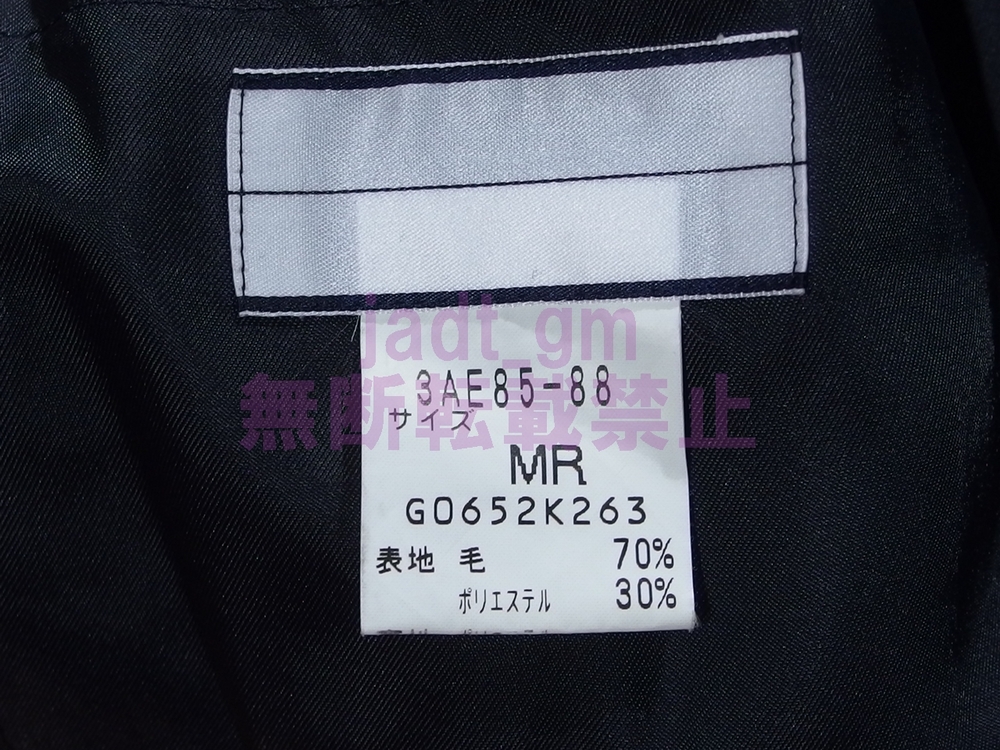 jadt_gm
3AE85-88
無断転載禁止
サイズ
MR
G0652K263
表地 毛 70%
ポリエステル 30%